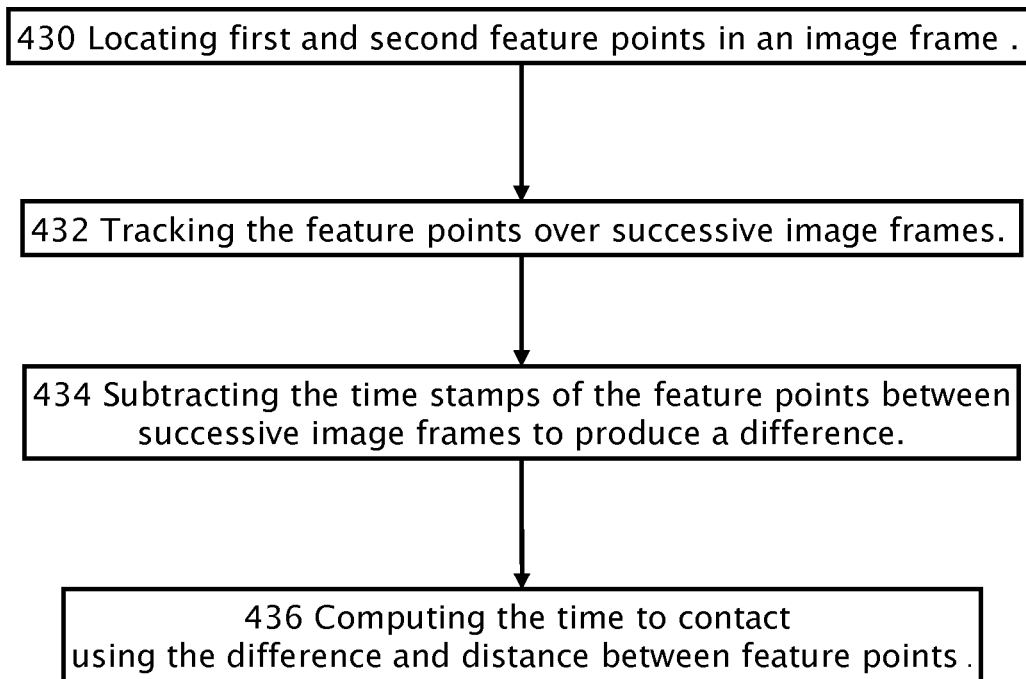 430 Locating first and second feature points in an image frame .
432 Tracking the feature points over successive image frames.
434 Subtracting the time stamps of the feature points between
successive image frames to produce a difference.
436 Computing the time to contact
using the difference and distance between feature points .